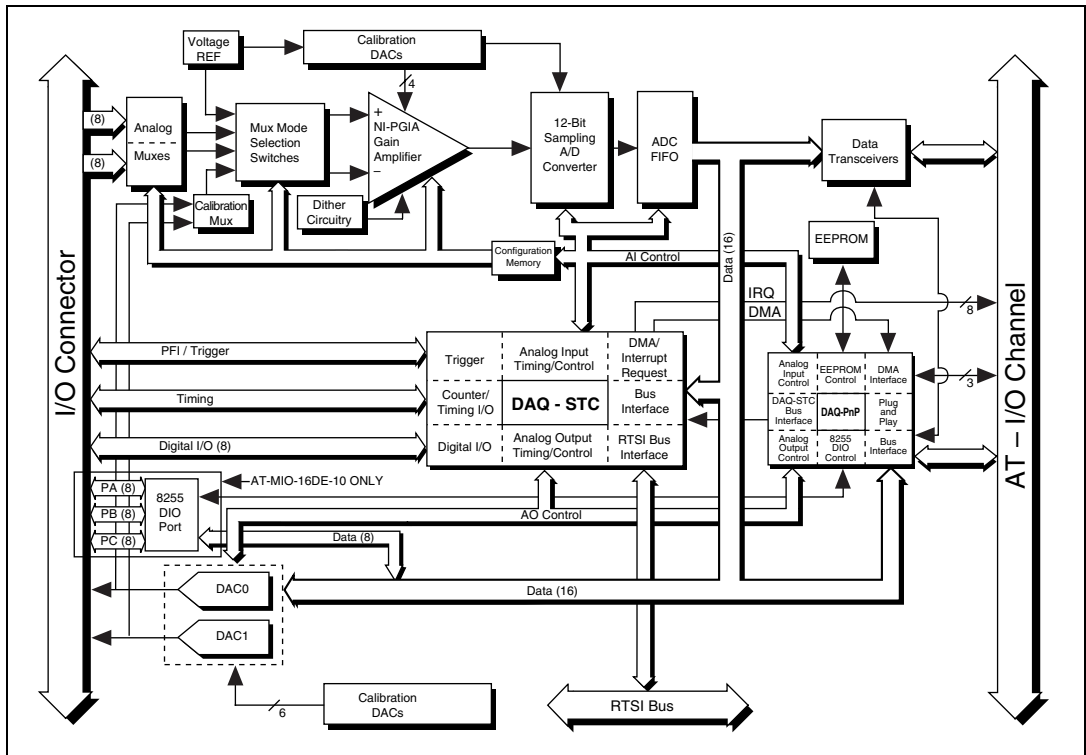 Voltage
REF
Calibration
DACs
4
(8)
(8)
Analog
Muxes
Mux Mode
Selection
Switches
+
NI-PGIA
Gain
Amplifier
–
12-Bit
Sampling
A/D
Converter
ADC
FIFO
Data
Transceivers
Calibration
Mux
Dither
Circuitry
Configuration
Memory
AI Control
Data (16)
EEPROM
IRQ
DMA
8
3
I/O Connector
AT – I/O Channel
PFI / Trigger
Timing
Digital I/O (8)
Trigger
Analog Input
Timing/Control
DMA/
Interrupt
Request
Counter/
Timing I/O
DAQ - STC
Bus
Interface
Digital I/O
Analog Output
Timing/Control
RTSI Bus
Interface
Analog
Input
Control
EEPROM
Control
DMA
Interface
DAQ-STC
Bus
Interface
DAQ-PnP
Plug
and
Play
Analog
Output
Control
8255
DIO
Control
Bus
Interface
AT-MIO-16DE-10 ONLY
PA (8)
PB (8)
PC (8)
8255
DIO
Port
AO Control
Data (8)
DAC0
Data (16)
DAC1
6
Calibration
DACs
RTSI Bus